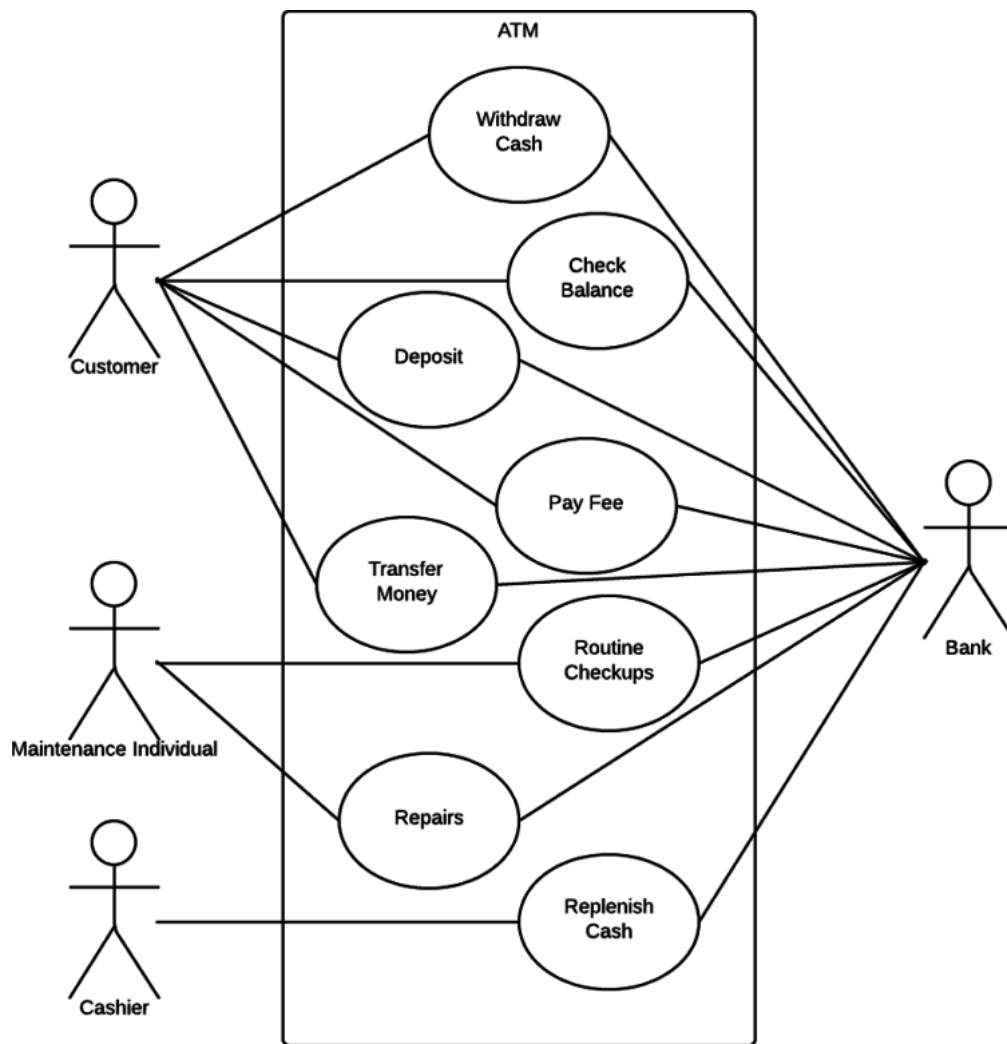 ATM
Withdraw
Cash
Check
Balance
Customer
Deposit
Pay Fee
Transfer
Money
Routine
Checkups
Bank
Maintenance Individual
Repairs
Replenish
Cash
Cashier